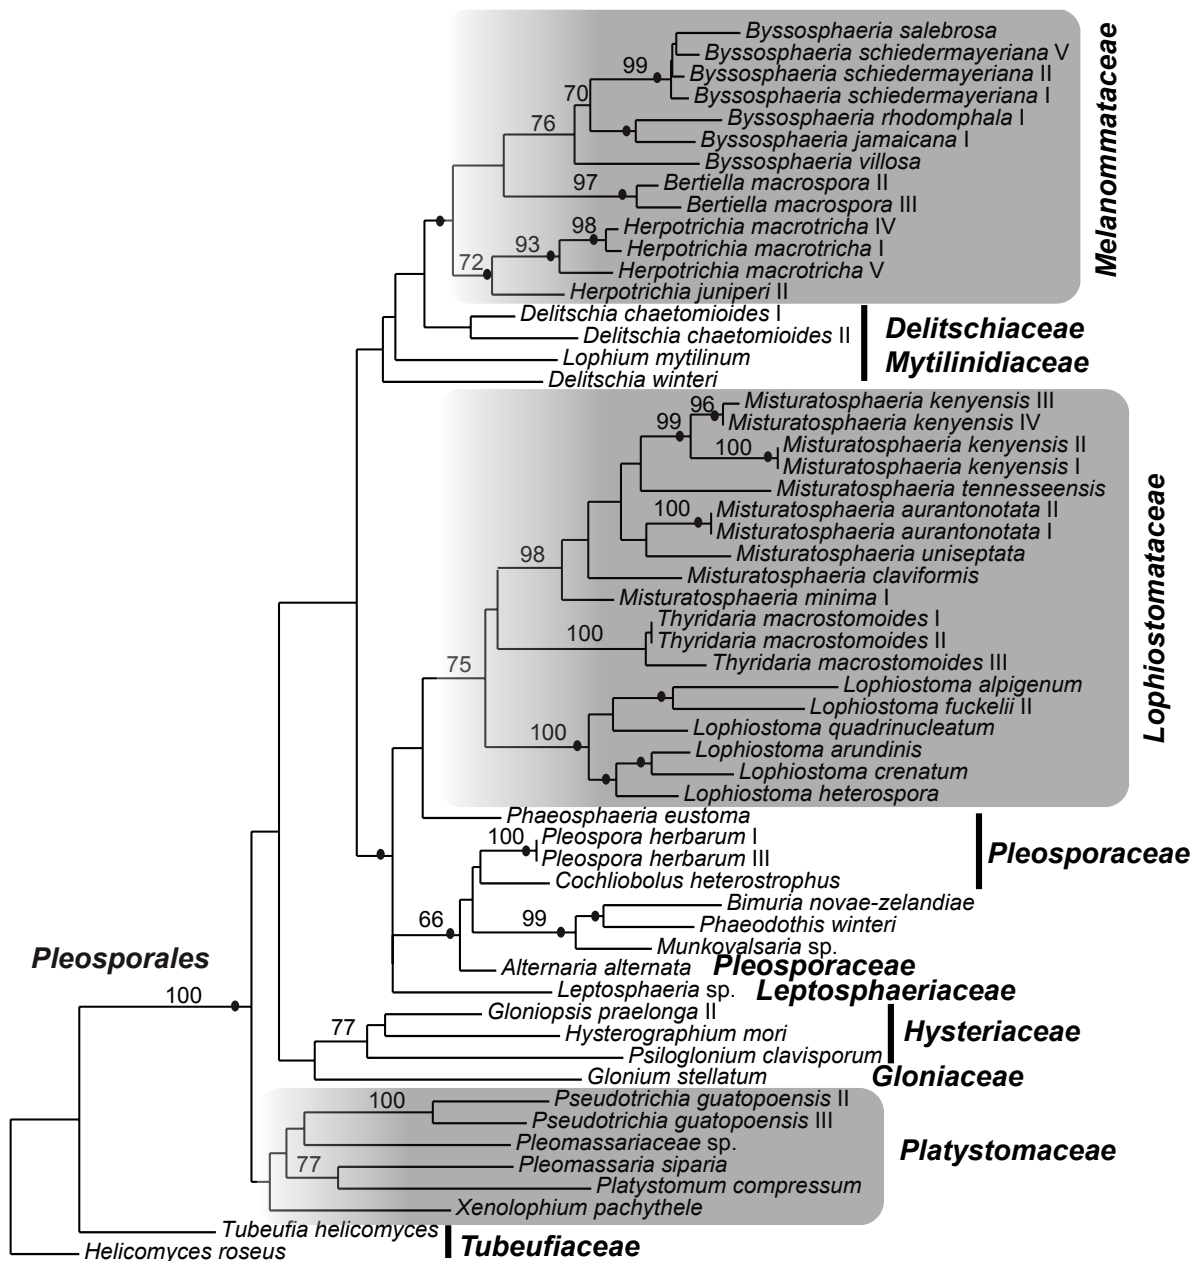 Byssosphaeria salebrosa
Byssosphaeria schiedermayeriana V
99
Byssosphaeria schiedermayeriana II
Byssosphaeria schiedermayeriana I
70
Byssosphaeria rhodomphala I
76
Byssosphaeria jamaicana I
Byssosphaeria villosa
97
Bertiella macrospora II
Bertiella macrospora III
Melanommataceae
98
Herpotrichia macrotricha IV
93
Herpotrichia macrotricha I
72
Herpotrichia macrotricha V
Herpotrichia juniperi II
Delitschia chaetomioides I
Delitschia chaetomioides II
Delitschiaceae
Lophium mytilinum
Mytilinidiaceae
Delitschia winteri
96
Misturatosphaeria kenyensis III
99
Misturatosphaeria kenyensis IV
100
Misturatosphaeria kenyensis II
Misturatosphaeria kenyensis I
Misturatosphaeria tennesseensis
100
Misturatosphaeria aurantonotata II
Misturatosphaeria aurantonotata I
98
Misturatosphaeria uniseptata
Misturatosphaeria claviformis
Misturatosphaeria minima I
Lophiostomataceae
Thyridaria macrostomoides I
100
Thyridaria macrostomoides II
75
Thyridaria macrostomoides III
Lophiostoma alpigenum
Lophiostoma fuckelii II
100
Lophiostoma quadrinucleatum
Lophiostoma arundinis
Lophiostoma crenatum
Lophiostoma heterospora
Phaeosphaeria eustoma
100
Pleospora herbarum I
Pleospora herbarum III
Pleosporaceae
Cochliobolus heterostrophus
Bimuria novae-zelandiae
66
99
Phaeodothis winteri
Munkovalsaria sp.
Pleosporales
Alternaria alternata
Pleosporaceae
100
Leptosphaeria sp.
Leptosphaeriaceae
Gloniopsis praelonga II
77
Hysterographium mori
Hysteriaceae
Psiloglonium clavisporum
Glonium stellatum
Gloniaceae
100
Pseudotrichia guatopoensis II
Pseudotrichia guatopoensis III
Pleomassariaceae sp.
Platystomaceae
77
Pleomassaria siparia
Platystomum compressum
Xenolophium pachythele
Tubeufia helicomyces
Tubeufiaceae
Helicomyces roseus